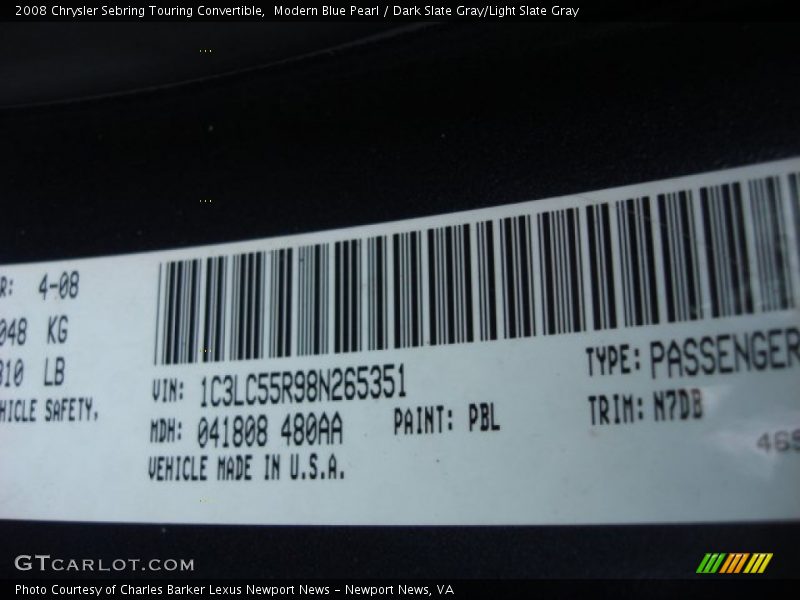 2008 Chrysler Sebring Touring Convertible, Modern Blue Pearl / Dark Slate Gray/Light Slate Gray
R: 4-08
048 KG
310 LB
HICLE SAFETY.
VIN: 1C3LC55R98N265351
MDH: 041808 480AA
VEHICLE MADE IN U.S.A.
PAINT: PBL
TYPE: PASSENGER
TRIM: N7DB
465
GTCARLOT.COM
Photo Courtesy of Charles Barker Lexus Newport News - Newport News, VA